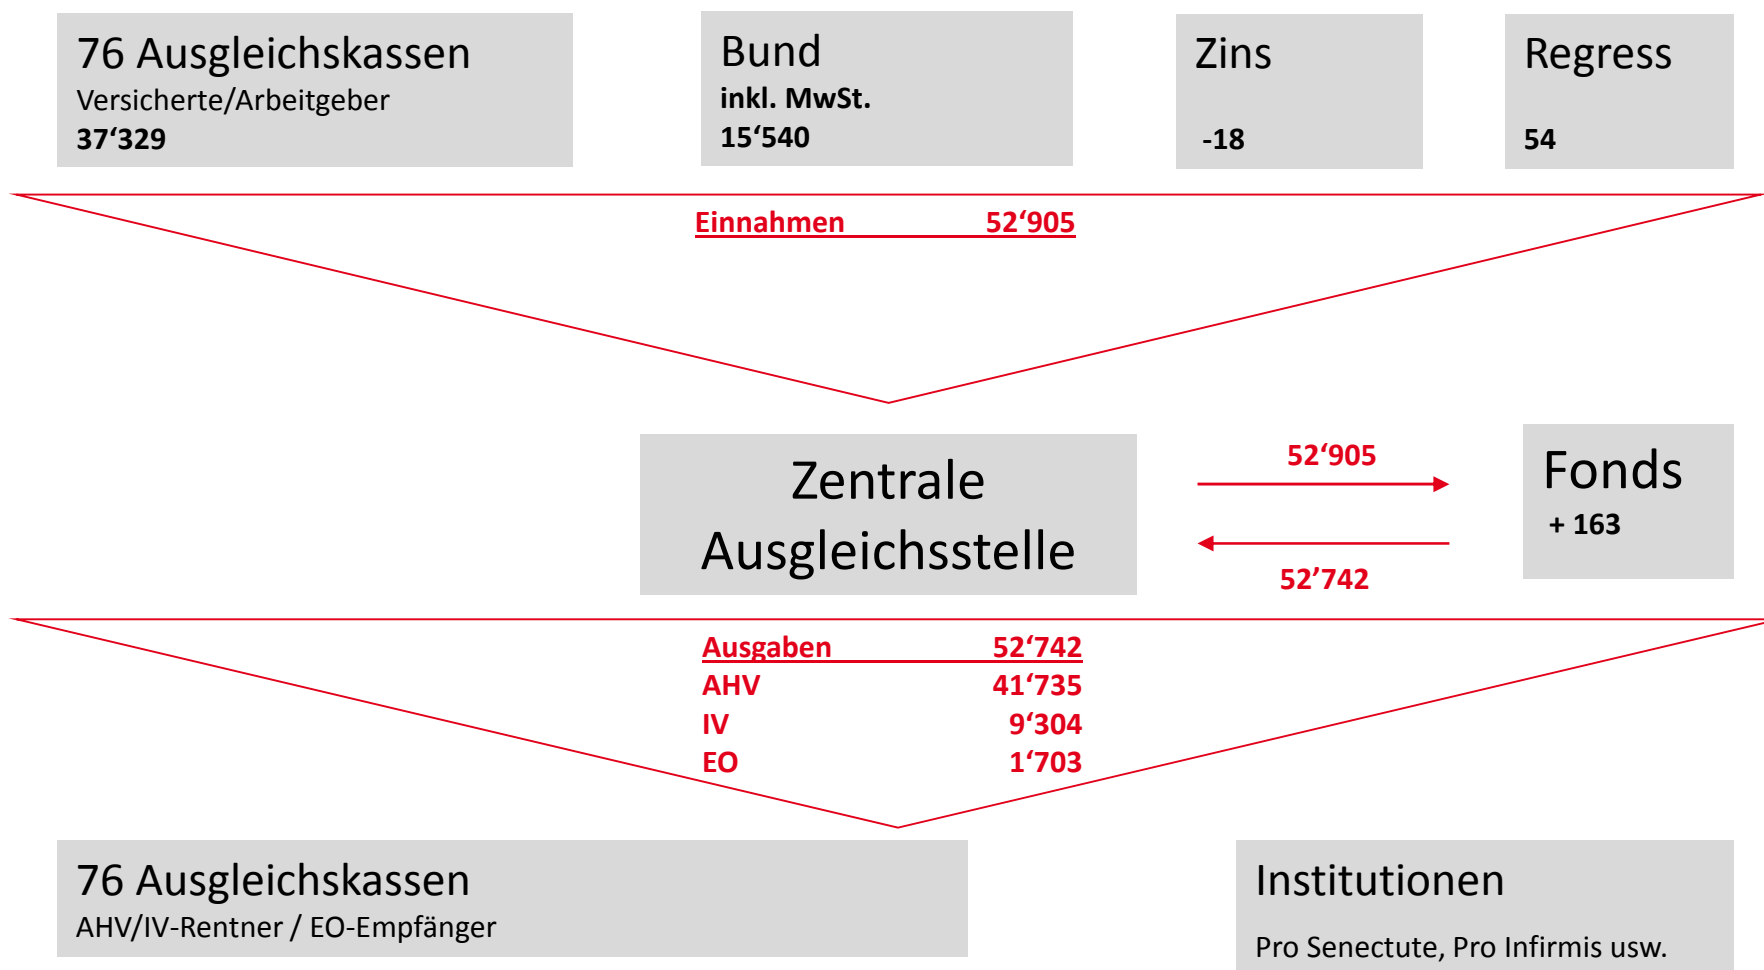 76 Ausgleichskassen
Versicherte/Arbeitgeber
37‘329
Bund
inkl. MwSt.
15‘540
Zins
-18
Regress
54
Einnahmen 52‘905
Zentrale
Ausgleichsstelle
52‘905
52’742
Fonds
+ 163
Ausgaben 52‘742
AHV 41‘735
IV 9‘304
EO 1‘703
76 Ausgleichskassen
AHV/IV-Rentner / EO-Empfänger
Institutionen
Pro Senectute, Pro Infirmis usw.